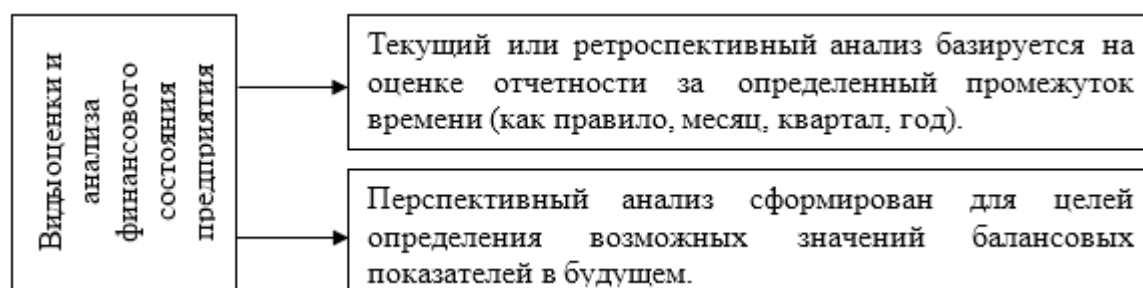 Виды оценки и
анализа
финансового
состояния
предприятия
Текущий или ретроспективный анализ базируется на
оценке отчетности за определенный промежуток
времени (как правило, месяц, квартал, год).
Перспективный анализ сформирован для целей
определения возможных значений балансовых
показателей в будущем.